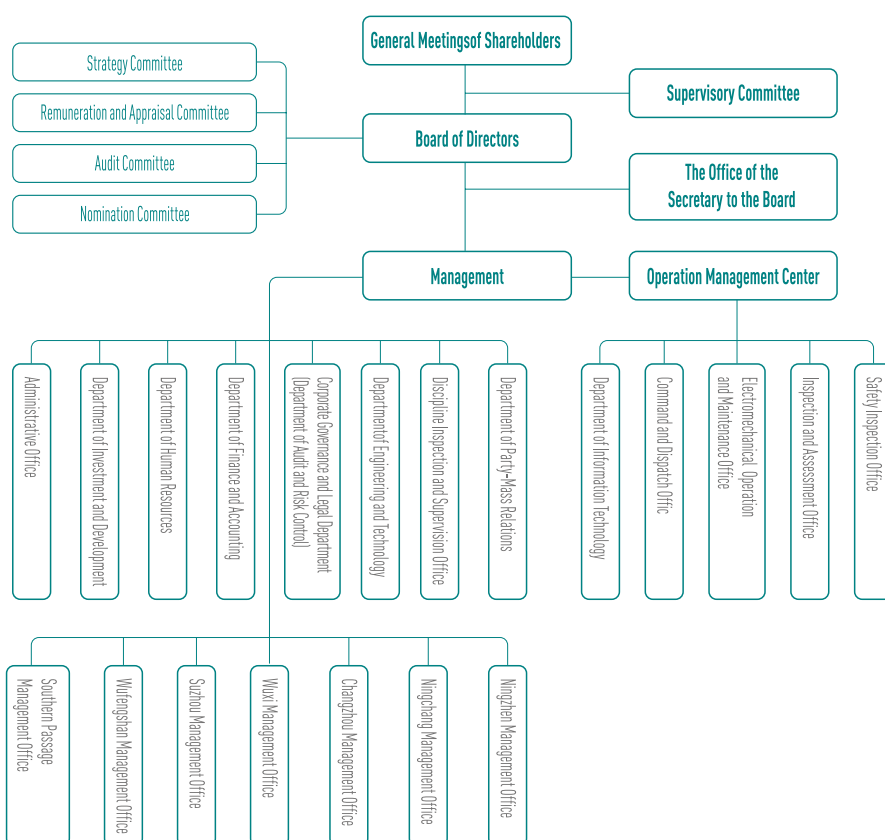 General Meetingsof Shareholders
Strategy Committee
Supervisory Committee
Remuneration and Appraisal Committee
Board of Directors
Audit Committee
The Office of the
Secretary to the Board
Nomination Committee
Management
Operation Management Center
Administrative Office
Department of Investment and Development
Department of Human Resources
Department of Finance and Accounting
Corporate Governance and Legal Department
(Department of Audit and Risk Control)
Departmentof Engineering and Technology
Discipline Inspection and Supervision Office
Department of Party-Mass Relations
Department of Information Technology
Command and Dispatch Offic
Electromechanical Operation
and Maintenance Office
Inspection and Assessment Office
Safety Inspection Office
Southern Passage
Management Office
Wufengshan Management Office
Suzhou Management Office
Wuxi Management Office
Changzhou Management Office
Ningchang Management Office
Ningzhen Management Office